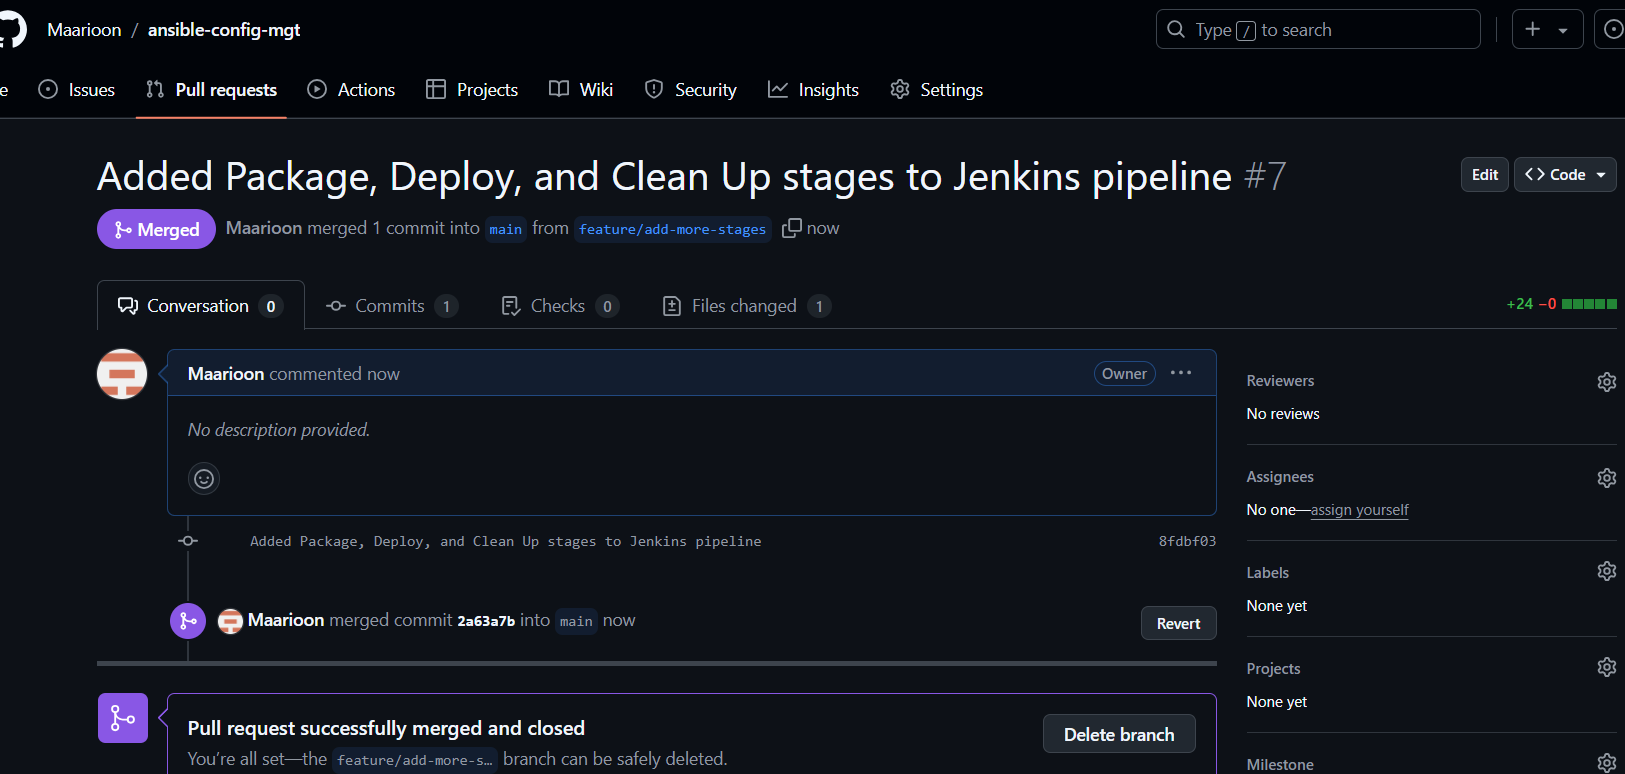 Maarioon / ansible-config-mgt
Type / to search
e Issues Pull requests Actions Projects Wiki Security Insights Settings
Added Package, Deploy, and Clean Up stages to Jenkins pipeline #7
Edit <> Code
Merged Maarioon merged 1 commit into main from feature/add-more-stages now
Conversation 0 Commits 1 Checks 0 Files changed 1
+24 −0
Maarioon commented now
Owner ···
No description provided.
Added Package, Deploy, and Clean Up stages to Jenkins pipeline 8fdbf03
Maarioon merged commit 2a63a7b into main now
Revert
Pull request successfully merged and closed
You're all set—the feature/add-more-s… branch can be safely deleted.
Delete branch
Reviewers
No reviews
Assignees
No one—assign yourself
Labels
None yet
Projects
None yet
Milestone